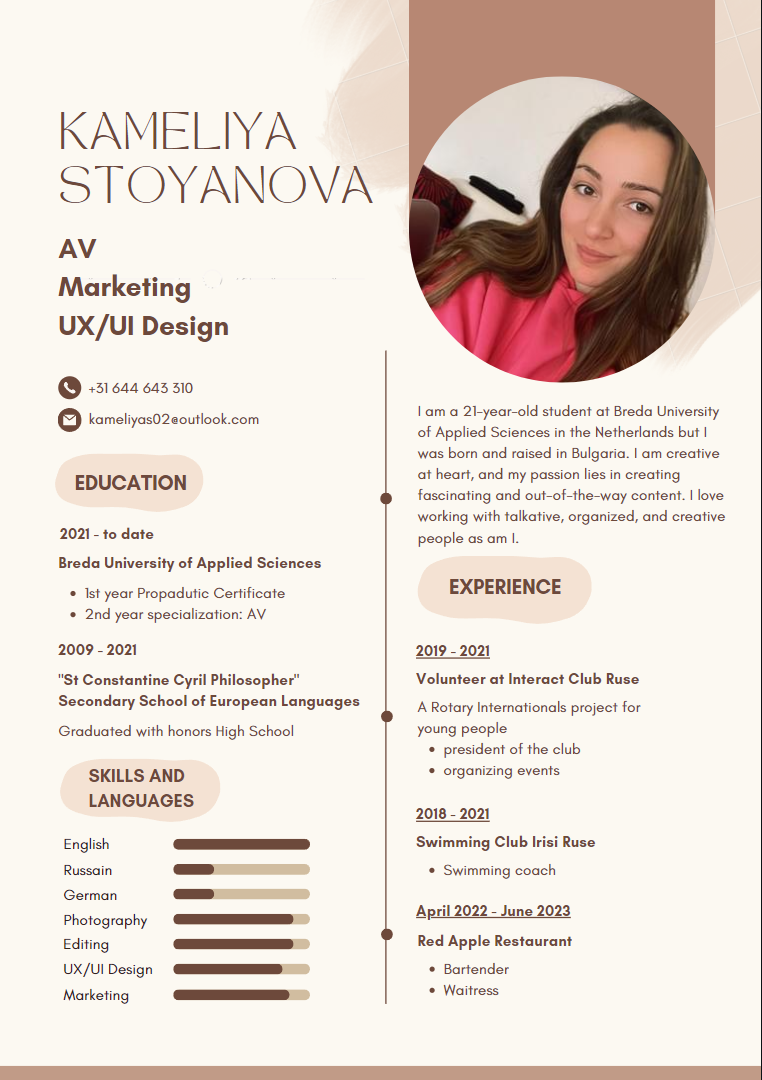 KAMELIYA
STOYANOVA
AV
Marketing
UX/UI Design
+31 644 643 310
kameliyas02@outlook.com
EDUCATION
2021 - to date
Breda University of Applied Sciences
• 1st year Propadutic Certificate
• 2nd year specialization: AV
2009 - 2021
"St Constantine Cyril Philosopher"
Secondary School of European Languages
Graduated with honors High School
SKILLS AND
LANGUAGES
English
Russain
German
Photography
Editing
UX/UI Design
Marketing
I am a 21-year-old student at Breda University
of Applied Sciences in the Netherlands but I
was born and raised in Bulgaria. I am creative
at heart, and my passion lies in creating
fascinating and out-of-the-way content. I love
working with talkative, organized, and creative
people as am I.
EXPERIENCE
2019 - 2021
Volunteer at Interact Club Ruse
A Rotary Internationals project for
young people
• president of the club
• organizing events
2018 - 2021
Swimming Club Irisi Ruse
• Swimming coach
April 2022 - June 2023
Red Apple Restaurant
• Bartender
• Waitress